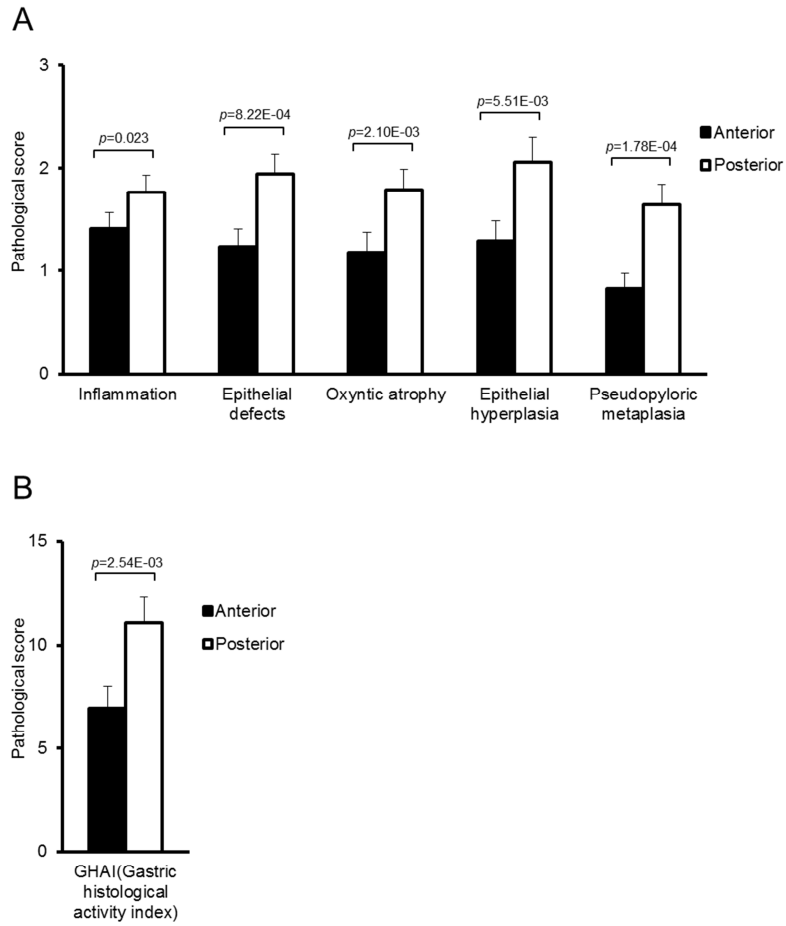 A
3
2
1
0
Pathological score
p=0.023
p=8.22E-04
p=2.10E-03
p=5.51E-03
p=1.78E-04
Anterior
Posterior
Inflammation
Epithelial
defects
Oxyntic atrophy
Epithelial
hyperplasia
Pseudopyloric
metaplasia
B
15
10
5
0
Pathological score
p=2.54E-03
Anterior
Posterior
GHAI(Gastric
histological
activity index)